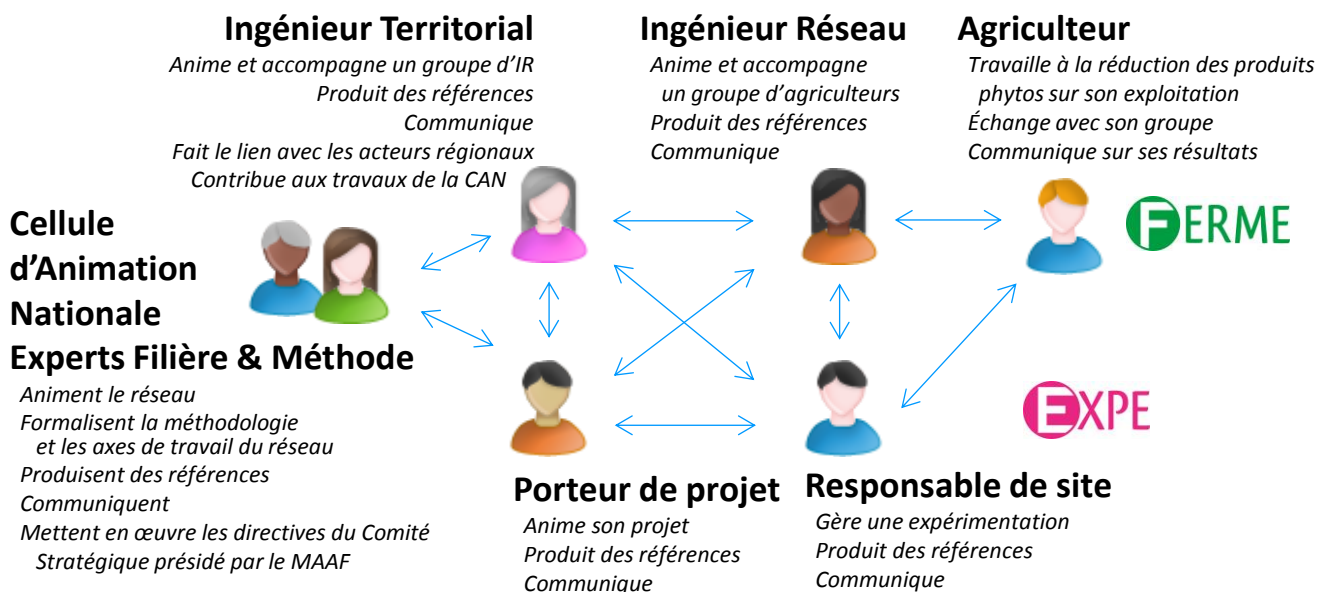 Ingénieur Territorial
Anime et accompagne un groupe d'IR
Produit des références
Communique
Fait le lien avec les acteurs régionaux
Contribue aux travaux de la CAN
Ingénieur Réseau
Anime et accompagne
un groupe d'agriculteurs
Produit des références
Communique
Agriculteur
Travaille à la réduction des produits
phytos sur son exploitation
Échange avec son groupe
Communique sur ses résultats
FERME
Cellule
d'Animation
Nationale
Experts Filière & Méthode
Animent le réseau
Formalisent la méthodologie
et les axes de travail du réseau
Produisent des références
Communiquent
Mettent en œuvre les directives du Comité
Stratégique présidé par le MAAF
EXPE
Porteur de projet
Anime son projet
Produit des références
Communique
Responsable de site
Gère une expérimentation
Produit des références
Communique